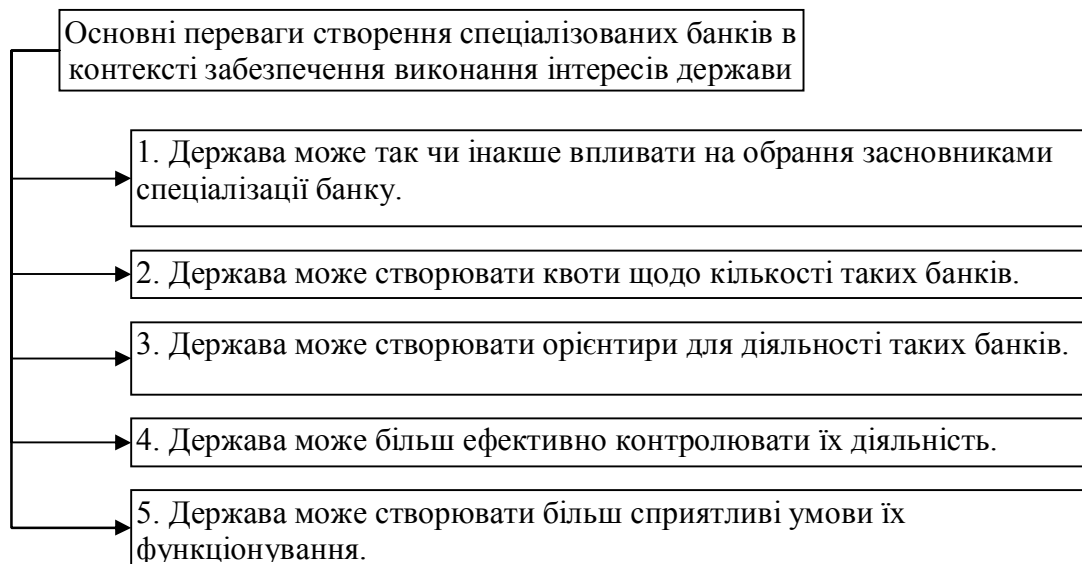 Основні переваги створення спеціалізованих банків в
контексті забезпечення виконання інтересів держави
1. Держава може так чи інакше впливати на обрання засновниками
спеціалізації банку.
2. Держава може створювати квоти щодо кількості таких банків.
3. Держава може створювати орієнтири для діяльності таких банків.
4. Держава може більш ефективно контролювати їх діяльність.
5. Держава може створювати більш сприятливі умови їх
функціонування.